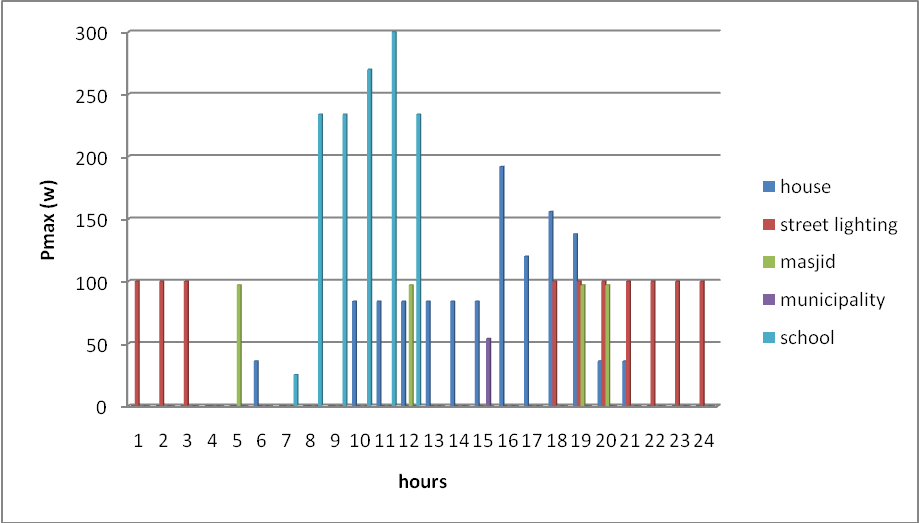 Pmax (w)
300
250
200
150
100
50
0
1 2 3 4 5 6 7 8 9 10 11 12 13 14 15 16 17 18 19 20 21 22 23 24
hours
house
street lighting
masjid
municipality
school